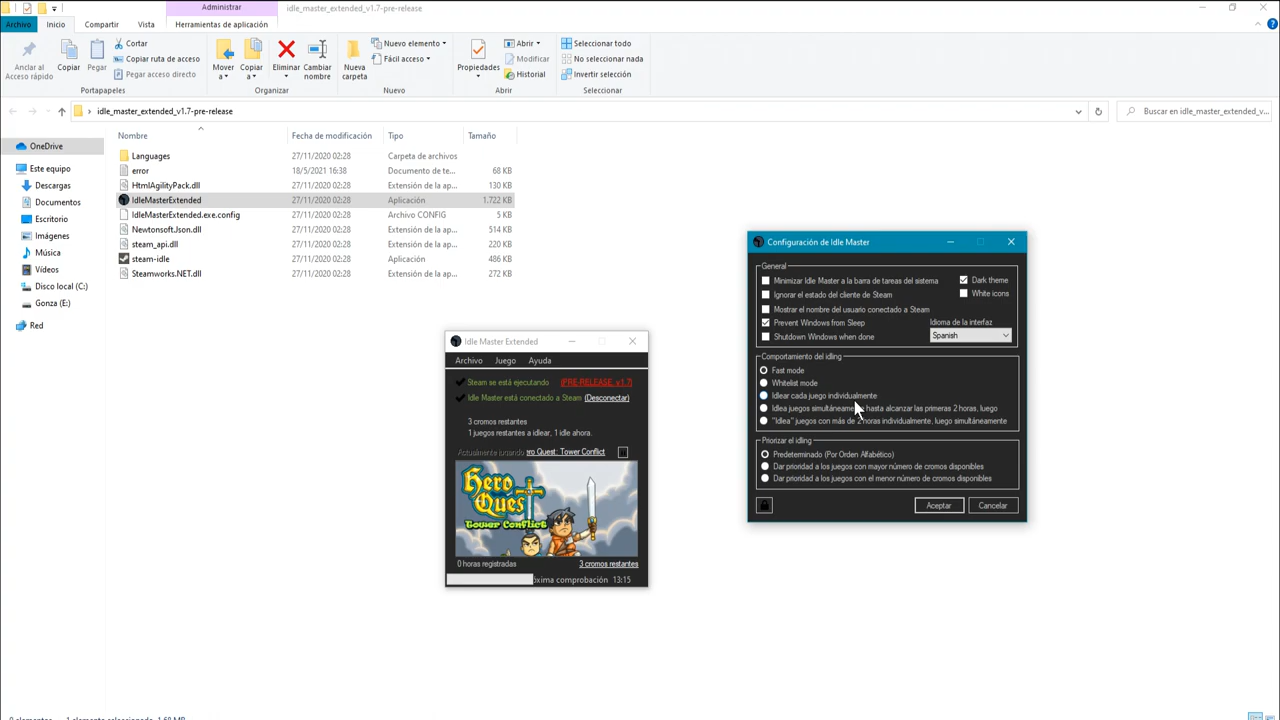 Administrar
idle_master_extended_v1.7-pre-release
Archivo
Inicio
Compartir
Vista
Herramientas de aplicación
Anclar al
Acceso rápido
Copiar
Pegar
Cortar
Copiar ruta de acceso
Pegar acceso directo
Mover
a
Copiar
a
Eliminar
Cambiar
nombre
Nueva
carpeta
Nuevo elemento
Fácil acceso
Propiedades
Abrir
Modificar
Historial
Seleccionar todo
No seleccionar nada
Invertir selección
Portapapeles
Organizar
Nuevo
Abrir
Seleccionar
idle_master_extended_v1.7-pre-release
Buscar en idle_master_extended_v...
Nombre
Fecha de modificación
Tipo
Tamaño
OneDrive
Este equipo
Descargas
Documentos
Escritorio
Imágenes
Música
Vídeos
Disco local (C:)
Gonza (E:)
Red
Languages 27/11/2020 02:28 Carpeta de archivos
error 18/5/2021 16:38 Documento de te... 68 KB
HtmlAgilityPack.dll 27/11/2020 02:28 Extensión de la ap... 130 KB
IdleMasterExtended 27/11/2020 02:28 Aplicación 1.722 KB
IdleMasterExtended.exe.config 27/11/2020 02:28 Archivo CONFIG 5 KB
Newtonsoft.Json.dll 27/11/2020 02:28 Extensión de la ap... 514 KB
steam_api.dll 27/11/2020 02:28 Extensión de la ap... 220 KB
steam-idle 27/11/2020 02:28 Aplicación 486 KB
Steamworks.NET.dll 27/11/2020 02:28 Extensión de la ap... 272 KB
Idle Master Extended
Archivo Juego Ayuda
Steam se está ejecutando (PRE-RELEASE, v1.7)
Idle Master está conectado a Steam (Desconectar)
3 cromos restantes
1 juegos restantes a idlear, 1 idle ahora.
Actualmente jugando ro Quest: Tower Conflict
Hero
Quest
Tower Conflict
0 horas registradas 3 cromos restantes
óxima comprobación 13:15
Configuración de Idle Master
General
Minimizar Idle Master a la barra de tareas del sistema
Dark theme
Ignorar el estado del cliente de Steam
White icons
Mostrar el nombre del usuario conectado a Steam
Prevent Windows from Sleep
Idioma de la interfaz
Shutdown Windows when done
Spanish
Comportamiento del idling
Fast mode
Whitelist mode
Idlear cada juego individualmente
Idlea juegos simultáneame hasta alcanzar las primeras 2 horas, luego
"Idlea" juegos con más de 2 horas individualmente, luego simultáneamente
Priorizar el idling
Predeterminado (Por Orden Alfabético)
Dar prioridad a los juegos con mayor número de cromos disponibles
Dar prioridad a los juegos con el menor número de cromos disponibles
Aceptar
Cancelar